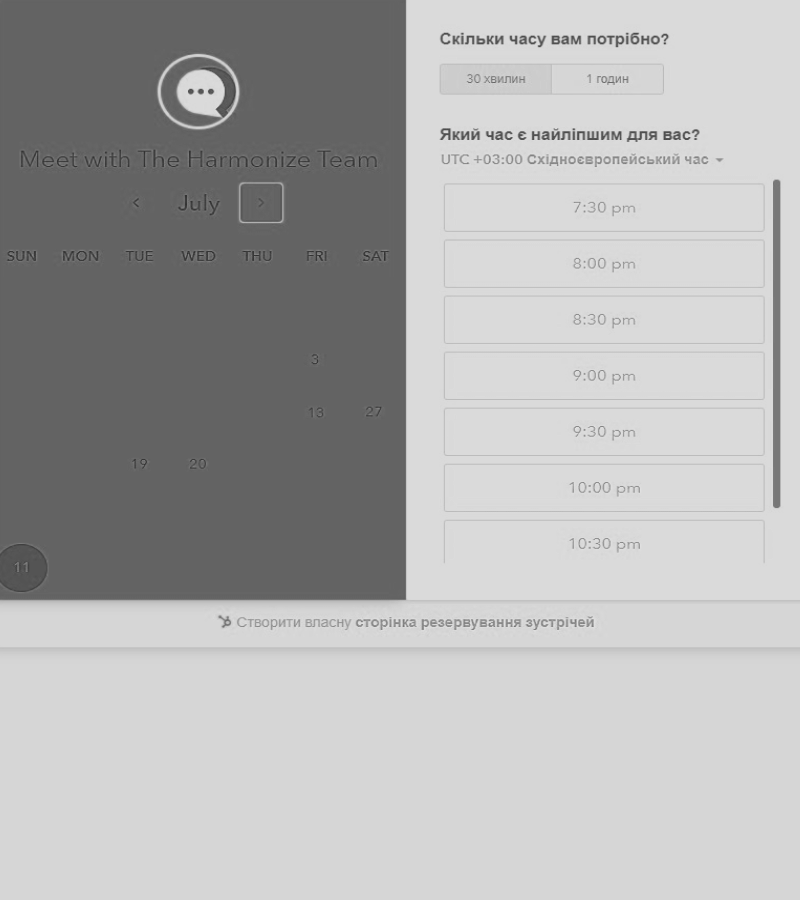 Meet with The Harmonize Team
July
SUN MON TUE WED THU FRI SAT
3
13 27
19 20
11
Скільки часу вам потрібно?
30 хвилин 1 годин
Який час є найліпшим для вас?
UTC +03:00 Східноєвропейський час
7:30 pm
8:00 pm
8:30 pm
9:00 pm
9:30 pm
10:00 pm
10:30 pm
Створити власну сторінка резервування зустрічей